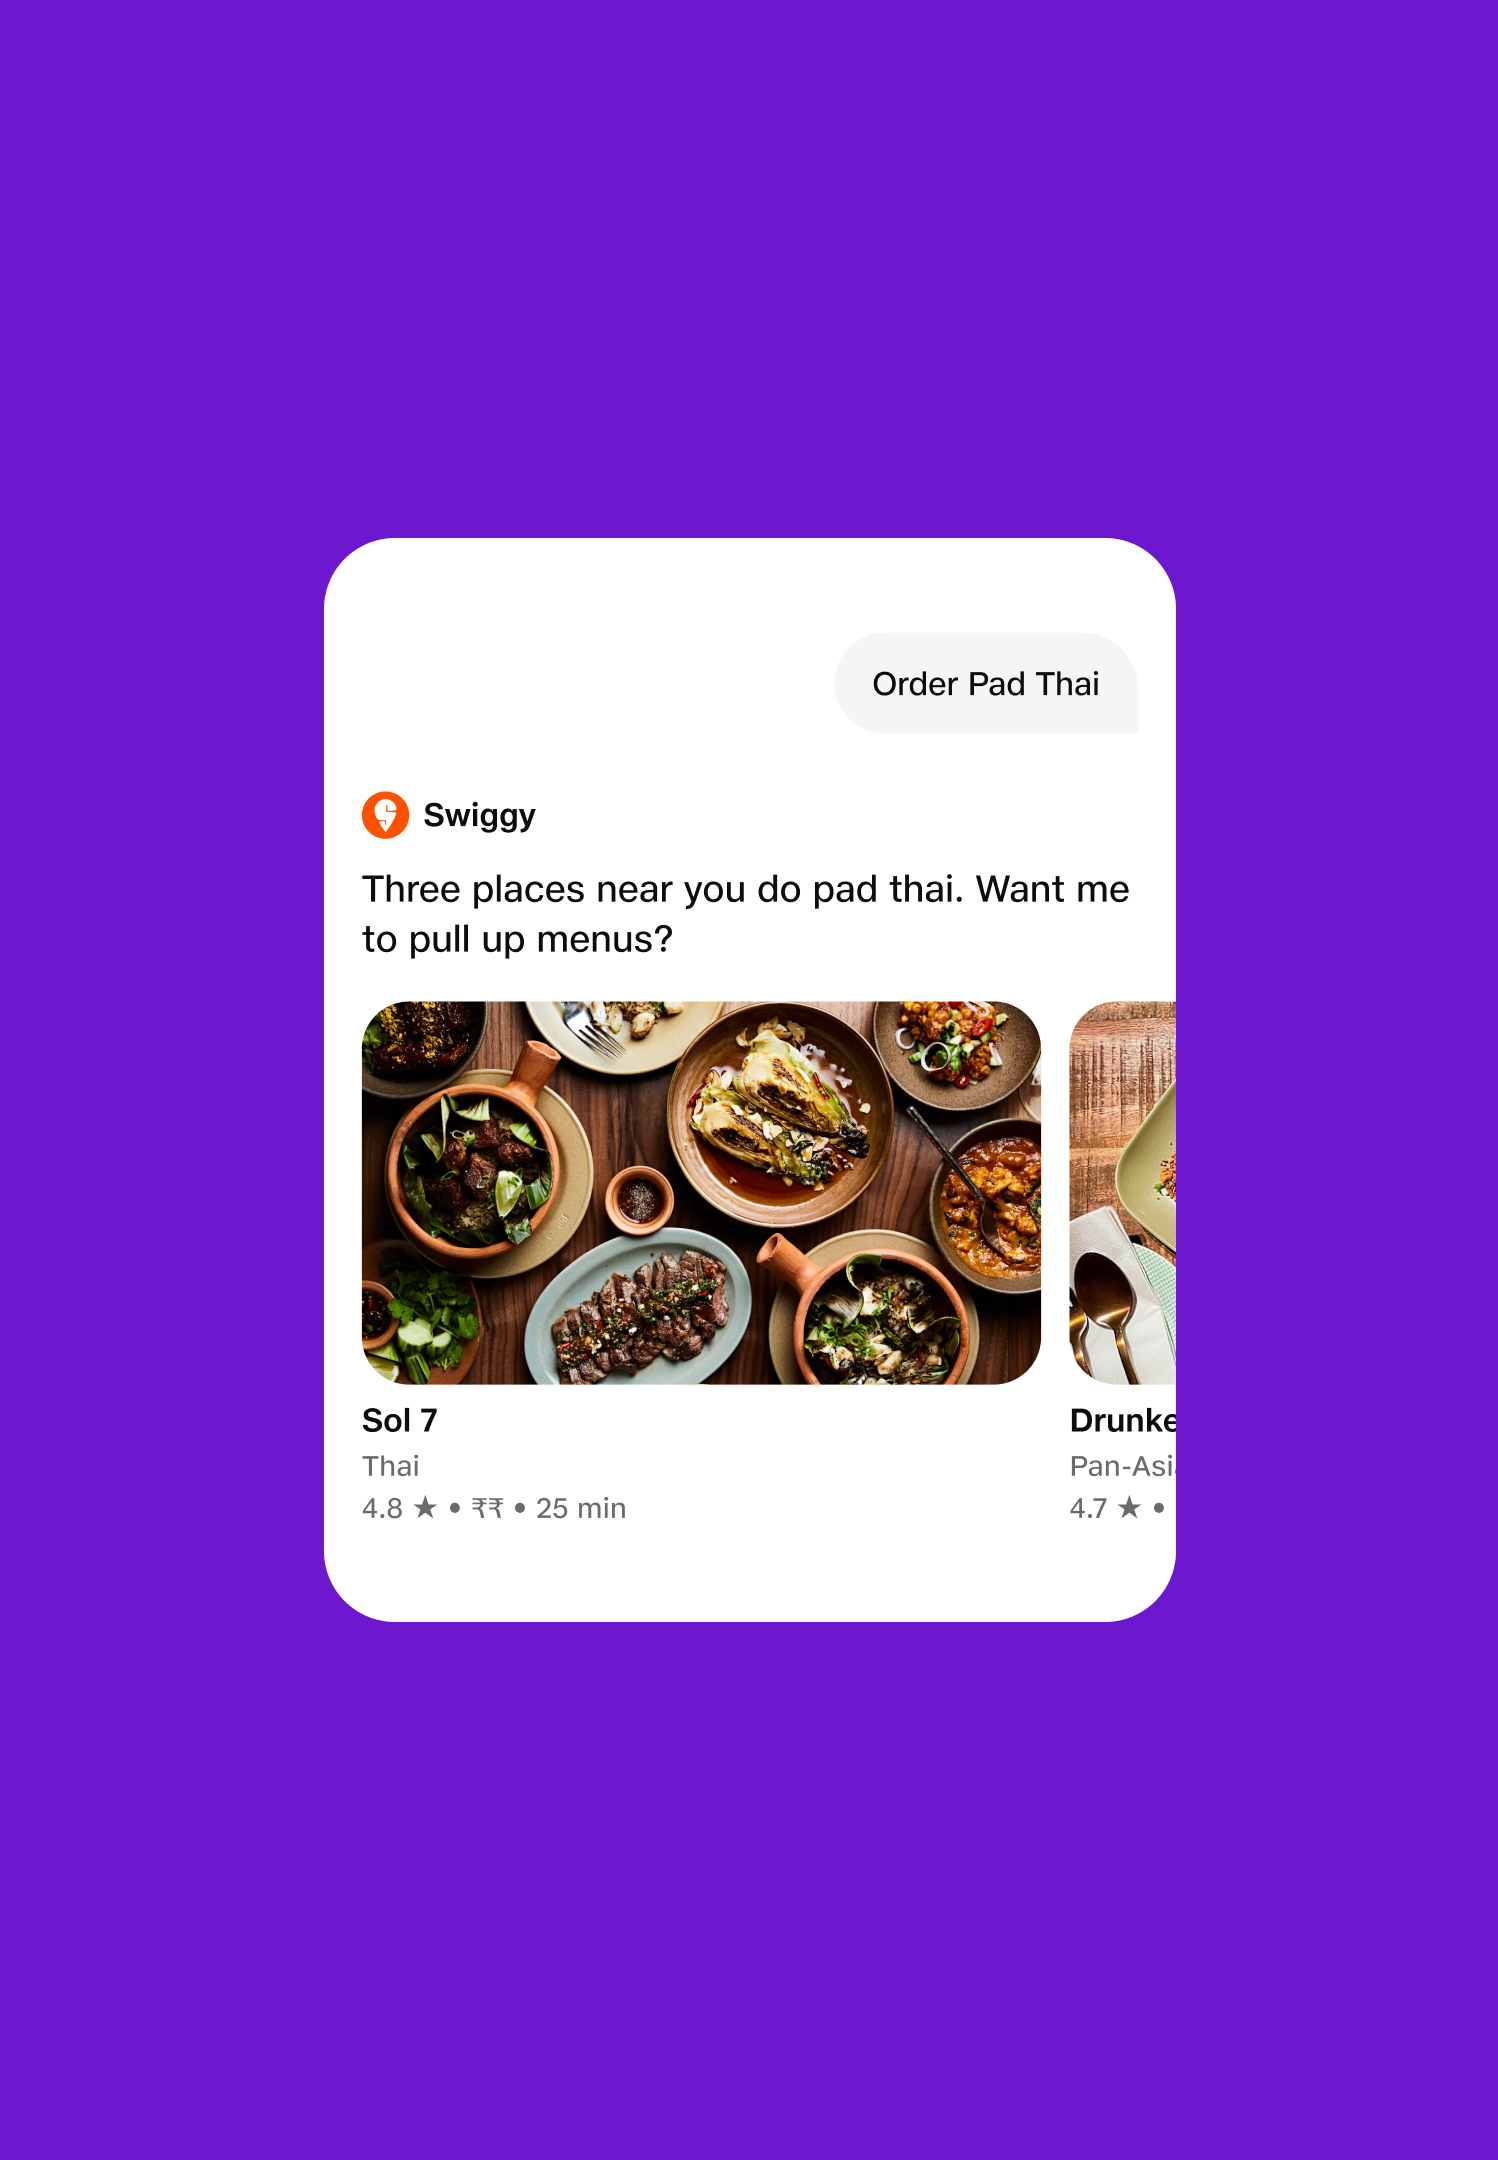 Order Pad Thai
Swiggy
Three places near you do pad thai. Want me
to pull up menus?
Sol 7
Thai
4.8 ★ • ₹₹ • 25 min
Drunke
Pan-Asi
4.7 ★ •